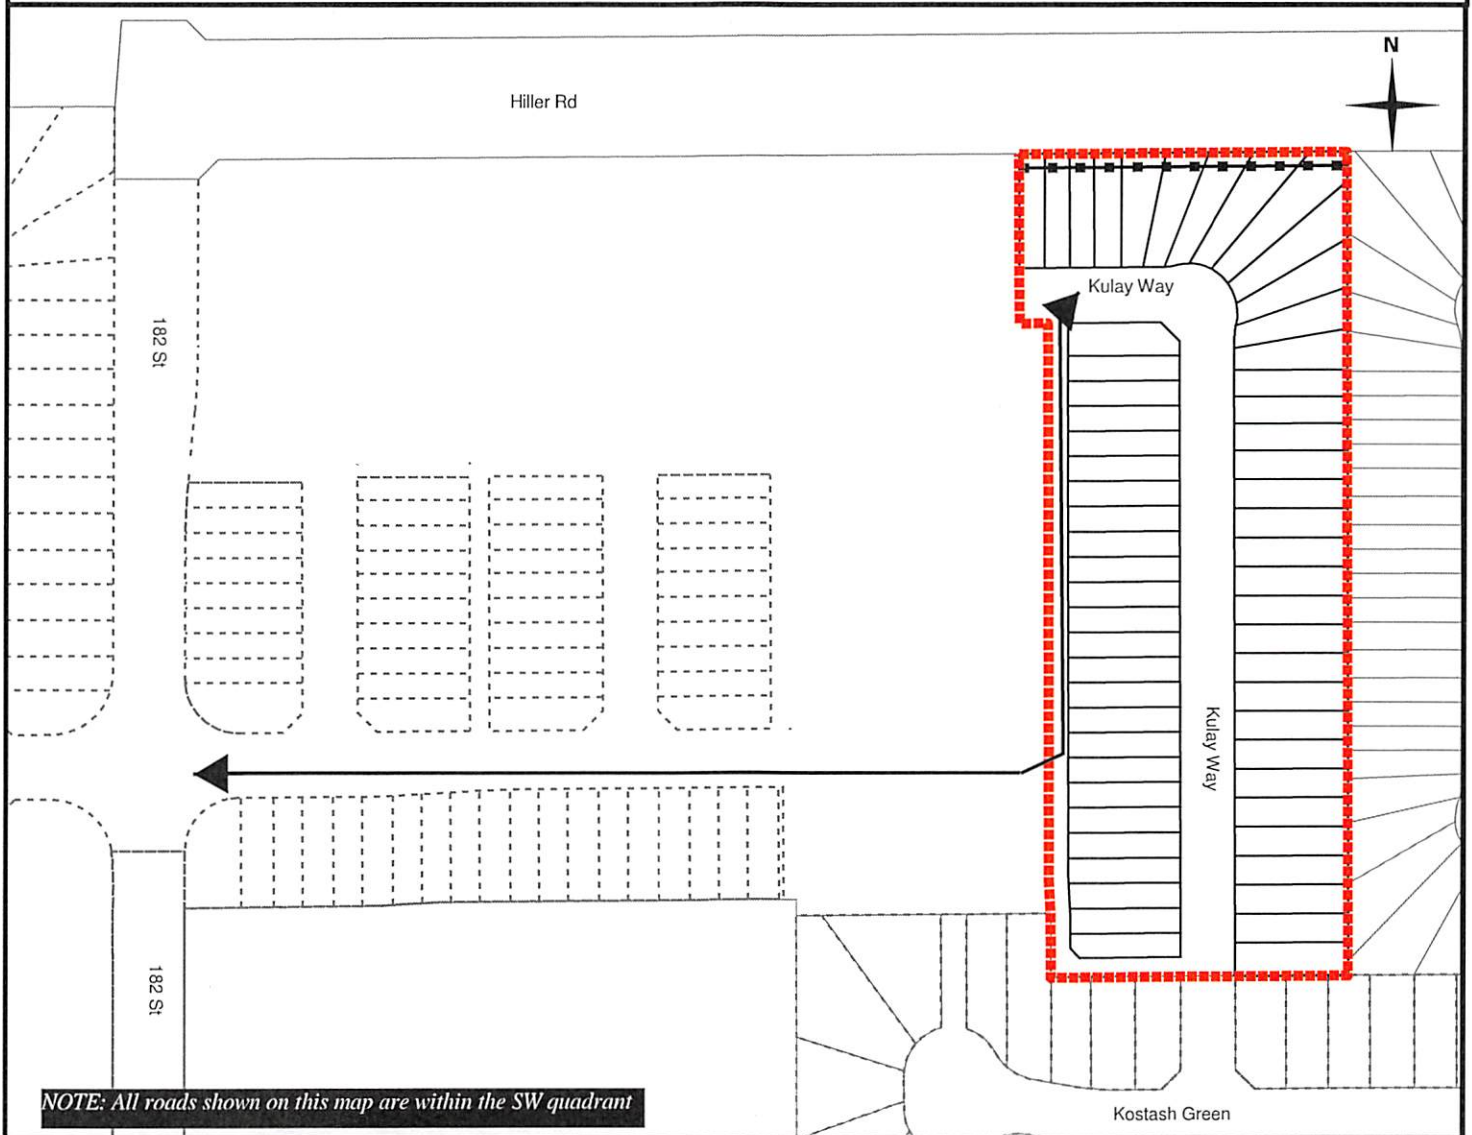 N
Hiller Rd
Kulay Way
182 St
Kulay Way
182 St
NOTE: All roads shown on this map are within the SW quadrant
Kostash Green